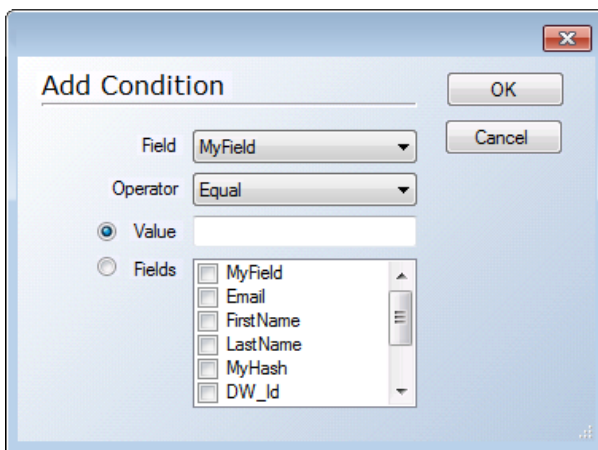 Add Condition
OK
Cancel
Field MyField
Operator Equal
Value
Fields MyField
Email
FirstName
LastName
MyHash
DW_Id